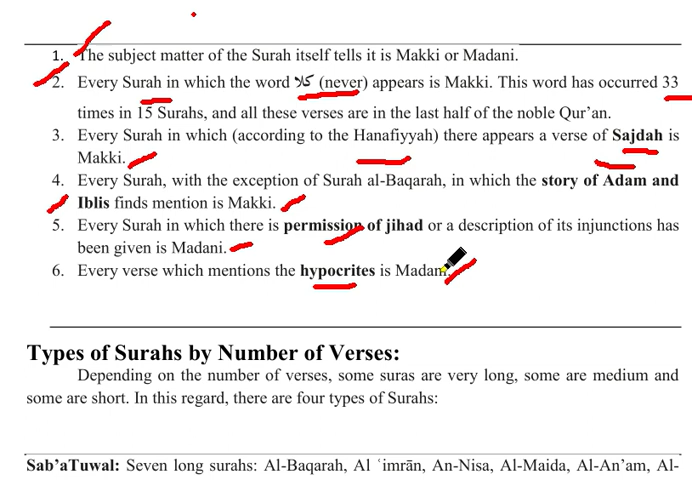 1. The subject matter of the Surah itself tells it is Makki or Madani.
2. Every Surah in which the word كلا (never) appears is Makki. This word has occurred 33
times in 15 Surahs, and all these verses are in the last half of the noble Qur’an.
3. Every Surah in which (according to the Hanafiyyah) there appears a verse of Sajdah is
Makki.
4. Every Surah, with the exception of Surah al-Baqarah, in which the story of Adam and
Iblis finds mention is Makki.
5. Every Surah in which there is permission of jihad or a description of its injunctions has
been given is Madani.
6. Every verse which mentions the hypocrites is Madani.
Types of Surahs by Number of Verses:
Depending on the number of verses, some suras are very long, some are medium and
some are short. In this regard, there are four types of Surahs:
Sab’aTuwal: Seven long surahs: Al-Baqarah, Al ʿimrān, An-Nisa, Al-Maida, Al-An’am, Al-